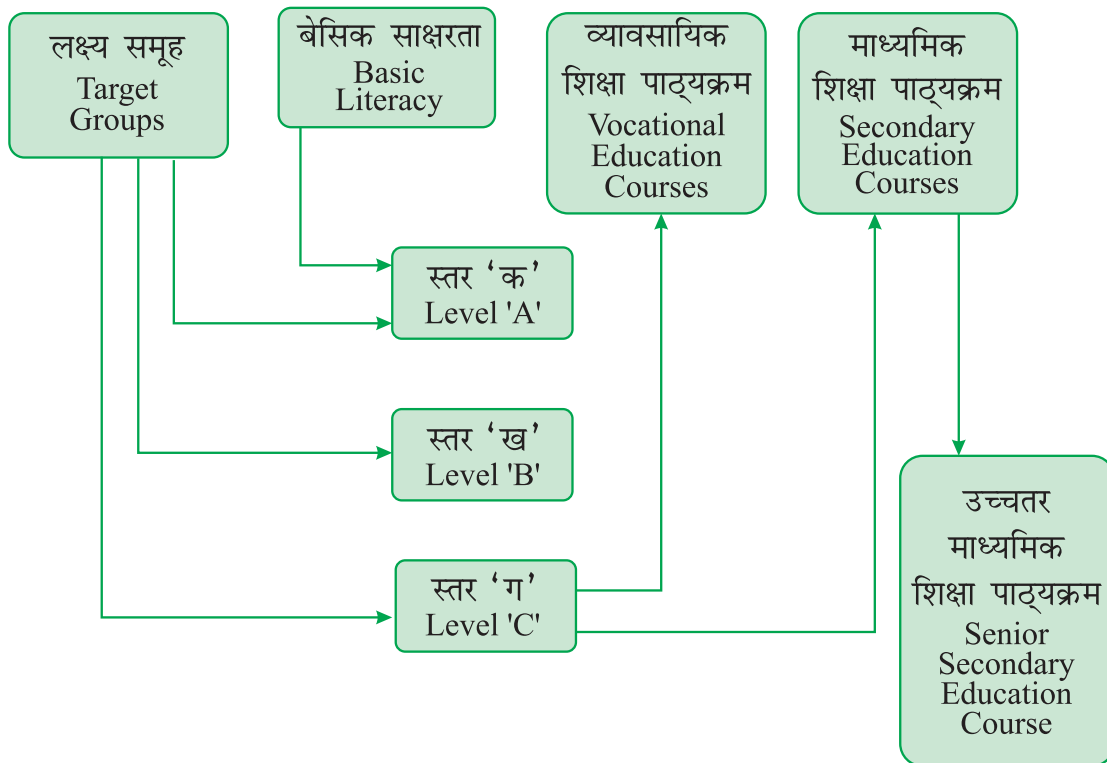 लक्ष्य समूह
Target
Groups
बेसिक साक्षरता
Basic
Literacy
व्यावसायिक
शिक्षा पाठ्यक्रम
Vocational
Education
Courses
माध्यमिक
शिक्षा पाठ्यक्रम
Secondary
Education
Courses
स्तर ‘क’
Level 'A'
स्तर ‘ख’
Level 'B'
स्तर ‘ग’
Level 'C'
उच्चतर
माध्यमिक
शिक्षा पाठ्यक्रम
Senior
Secondary
Education
Course